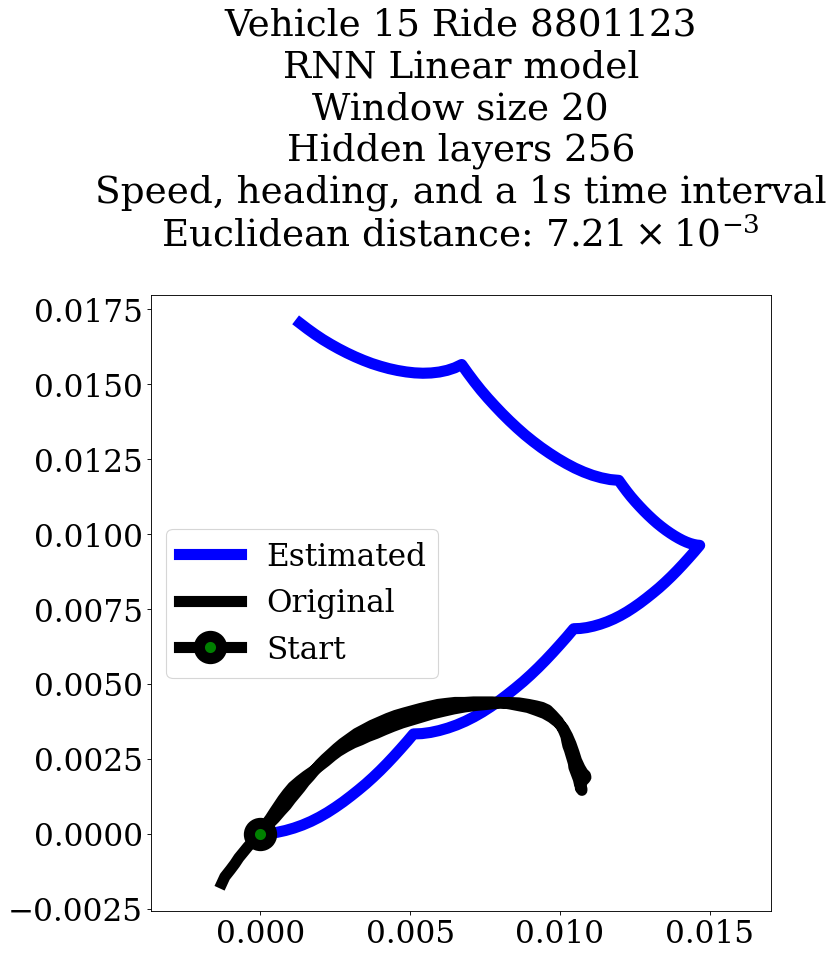 Vehicle 15 Ride 8801123
RNN Linear model
Window size 20
Hidden layers 256
Speed, heading, and a 1s time interval
Euclidean distance: 7.21 × 10⁻³
0.0175
0.0150
0.0125
0.0100
0.0075
0.0050
0.0025
0.0000
−0.0025
Estimated
Original
Start
0.000 0.005 0.010 0.015